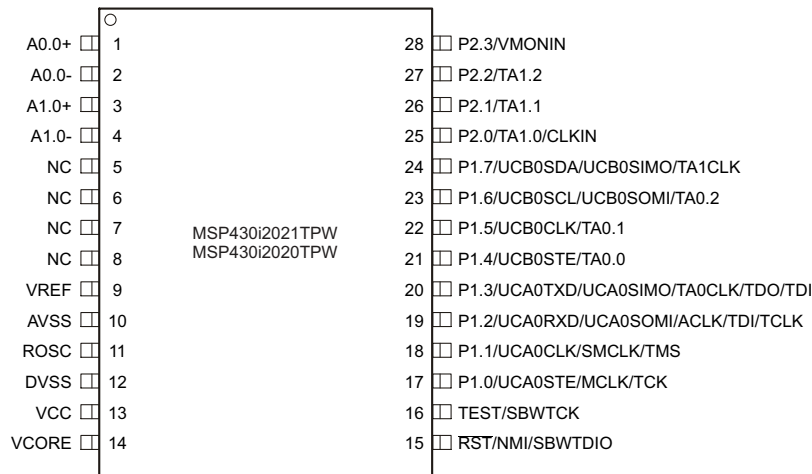 A0.0+ 1 28 P2.3/VMONIN
A0.0- 2 27 P2.2/TA1.2
A1.0+ 3 26 P2.1/TA1.1
A1.0- 4 25 P2.0/TA1.0/CLKIN
NC 5 24 P1.7/UCB0SDA/UCB0SIMO/TA1CLK
NC 6 23 P1.6/UCB0SCL/UCB0SOMI/TA0.2
NC 7 22 P1.5/UCB0CLK/TA0.1
MSP430i2021TPW
MSP430i2020TPW
NC 8 21 P1.4/UCB0STE/TA0.0
VREF 9 20 P1.3/UCA0TXD/UCA0SIMO/TA0CLK/TDO/TDI
AVSS 10 19 P1.2/UCA0RXD/UCA0SOMI/ACLK/TDI/TCLK
ROSC 11 18 P1.1/UCA0CLK/SMCLK/TMS
DVSS 12 17 P1.0/UCA0STE/MCLK/TCK
VCC 13 16 TEST/SBWTCK
VCORE 14 15 RST/NMI/SBWTDIO